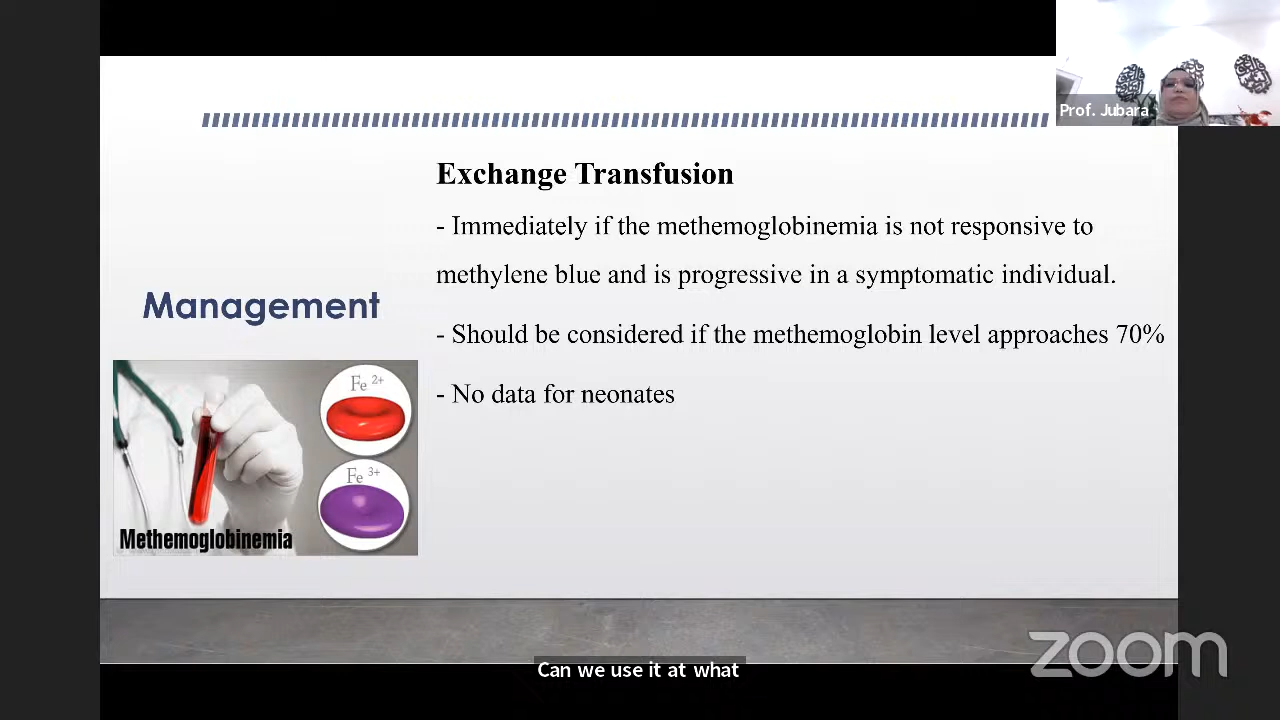 Prof. Jubara
Exchange Transfusion
- Immediately if the methemoglobinemia is not responsive to
methylene blue and is progressive in a symptomatic individual.
- Should be considered if the methemoglobin level approaches 70%
- No data for neonates
Management
Fe 2+
Fe 3+
Methemoglobinemia
zoom
Can we use it at what